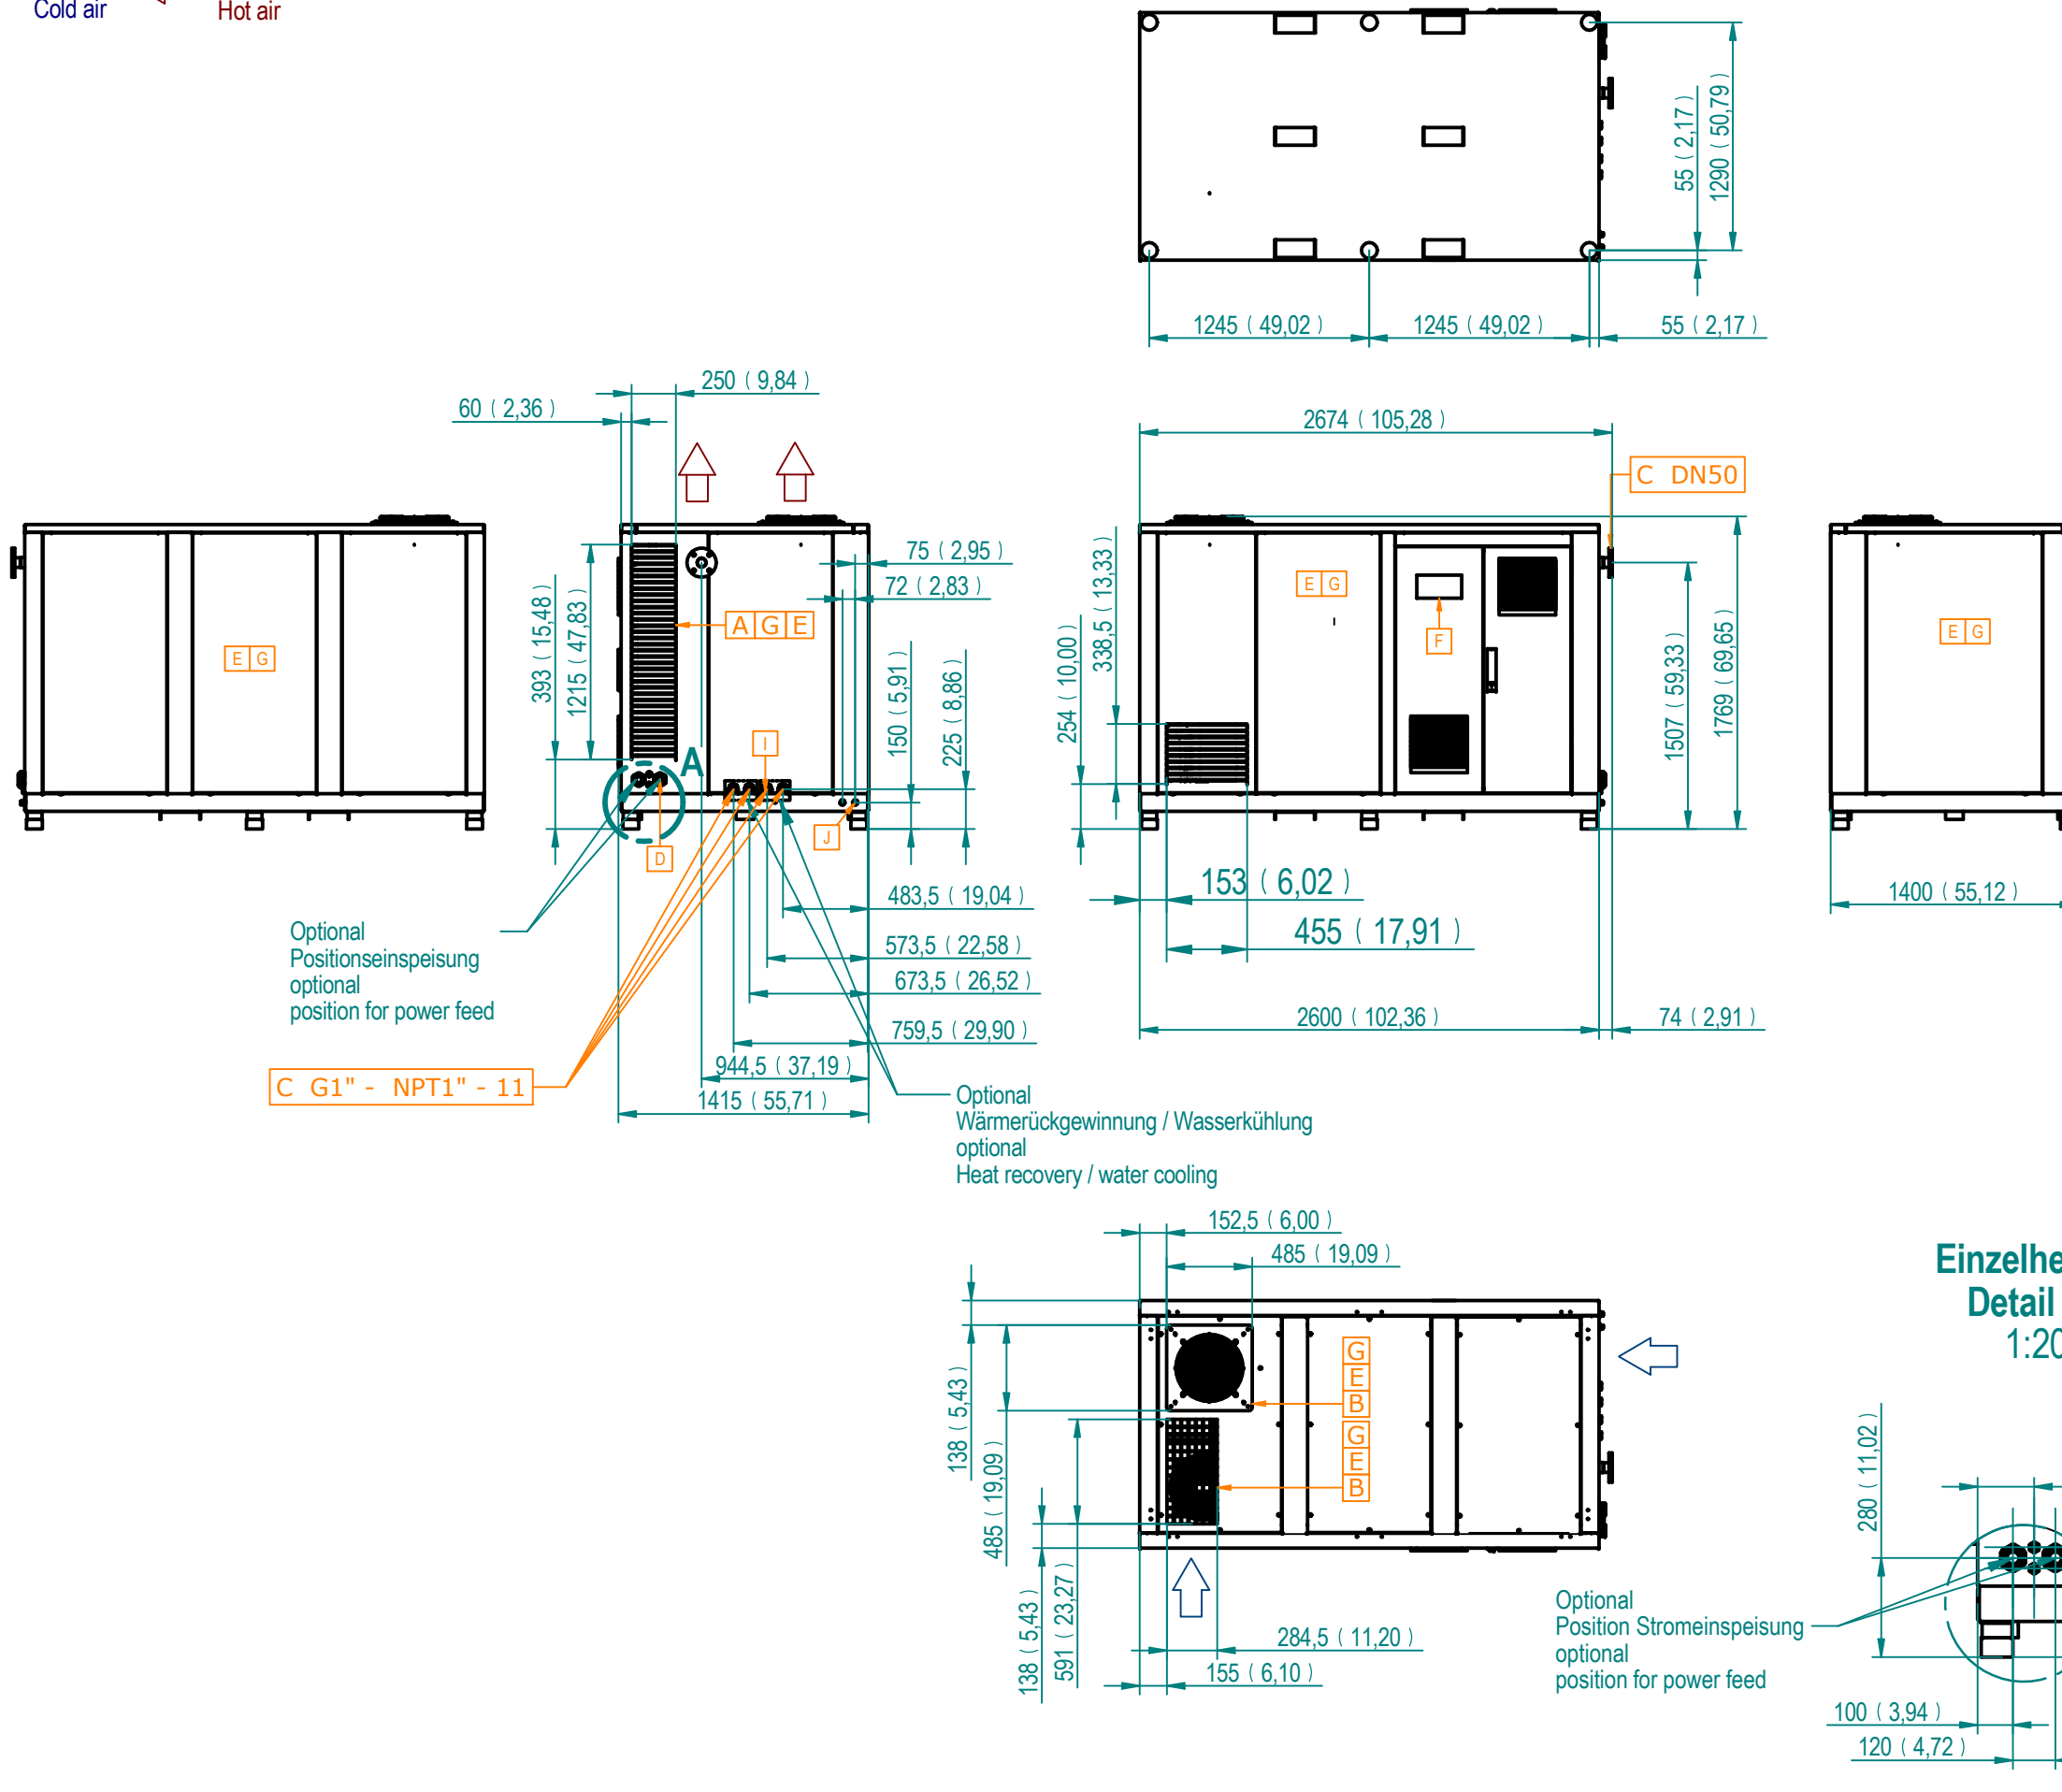 Cold air
Hot air
55 ( 2,17 )
1290 ( 50,79 )
1245 ( 49,02 )
1245 ( 49,02 )
55 ( 2,17 )
250 ( 9,84 )
60 ( 2,36 )
2674 ( 105,28 )
C DN50
75 ( 2,95 )
72 ( 2,83 )
393 ( 15,48 )
1215 ( 47,83 )
A G E
E G
150 ( 5,91 )
225 ( 8,86 )
I
A
D
J
254 ( 10,00 )
338,5 ( 13,33 )
E G
F
1507 ( 59,33 )
1769 ( 69,65 )
E G
483,5 ( 19,04 )
573,5 ( 22,58 )
673,5 ( 26,52 )
759,5 ( 29,90 )
944,5 ( 37,19 )
1415 ( 55,71 )
153 ( 6,02 )
455 ( 17,91 )
2600 ( 102,36 )
74 ( 2,91 )
1400 ( 55,12 )
Optional
Positionseinspeisung
optional
position for power feed
C G1" - NPT1" - 11
Optional
Wärmerückgewinnung / Wasserkühlung
optional
Heat recovery / water cooling
152,5 ( 6,00 )
485 ( 19,09 )
138 ( 5,43 )
485 ( 19,09 )
138 ( 5,43 )
591 ( 23,27 )
G
E
B
G
E
B
284,5 ( 11,20 )
155 ( 6,10 )
Einzelhe
Detail
1:20
280 ( 11,02 )
Optional
Position Stromeinspeisung
optional
position for power feed
100 ( 3,94 )
120 ( 4,72 )